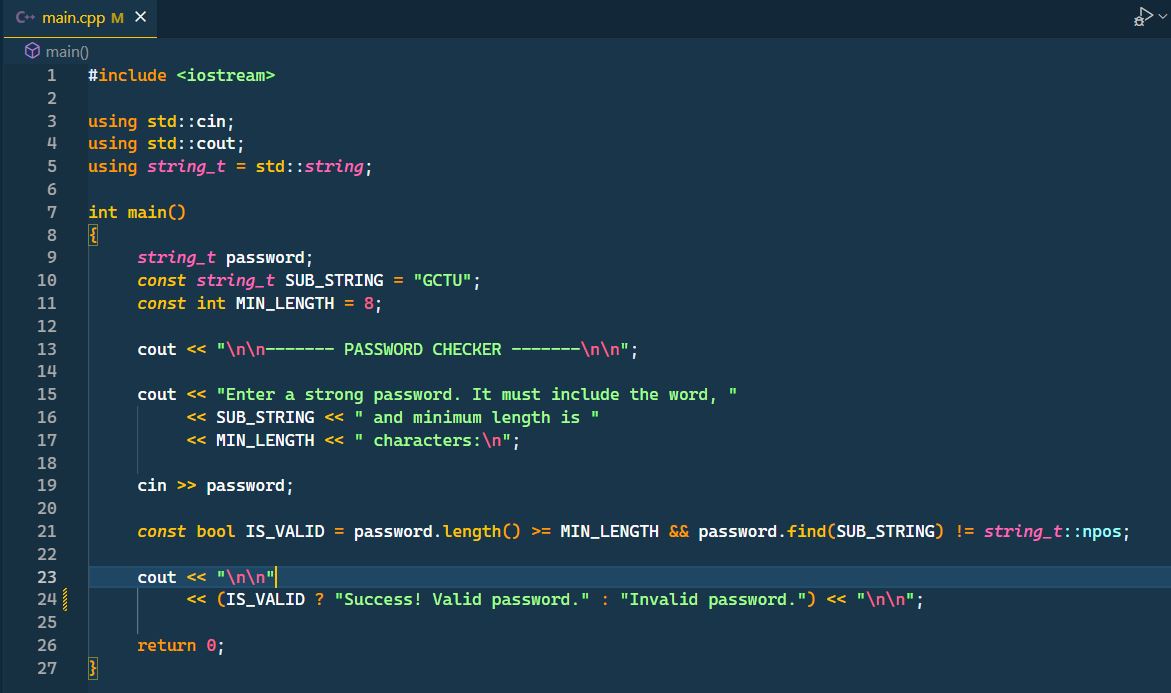 C++ main.cpp M ×
main()
1 #include <iostream>
2
3 using std::cin;
4 using std::cout;
5 using string_t = std::string;
6
7 int main()
8 {
9 string_t password;
10 const string_t SUB_STRING = "GCTU";
11 const int MIN_LENGTH = 8;
12
13 cout << "\n\n------- PASSWORD CHECKER -------\n\n";
14
15 cout << "Enter a strong password. It must include the word, "
16 << SUB_STRING << " and minimum length is "
17 << MIN_LENGTH << " characters:\n";
18
19 cin >> password;
20
21 const bool IS_VALID = password.length() >= MIN_LENGTH && password.find(SUB_STRING) != string_t::npos;
22
23 cout << "\n\n"
24 << (IS_VALID ? "Success! Valid password." : "Invalid password.") << "\n\n";
25
26 return 0;
27 }